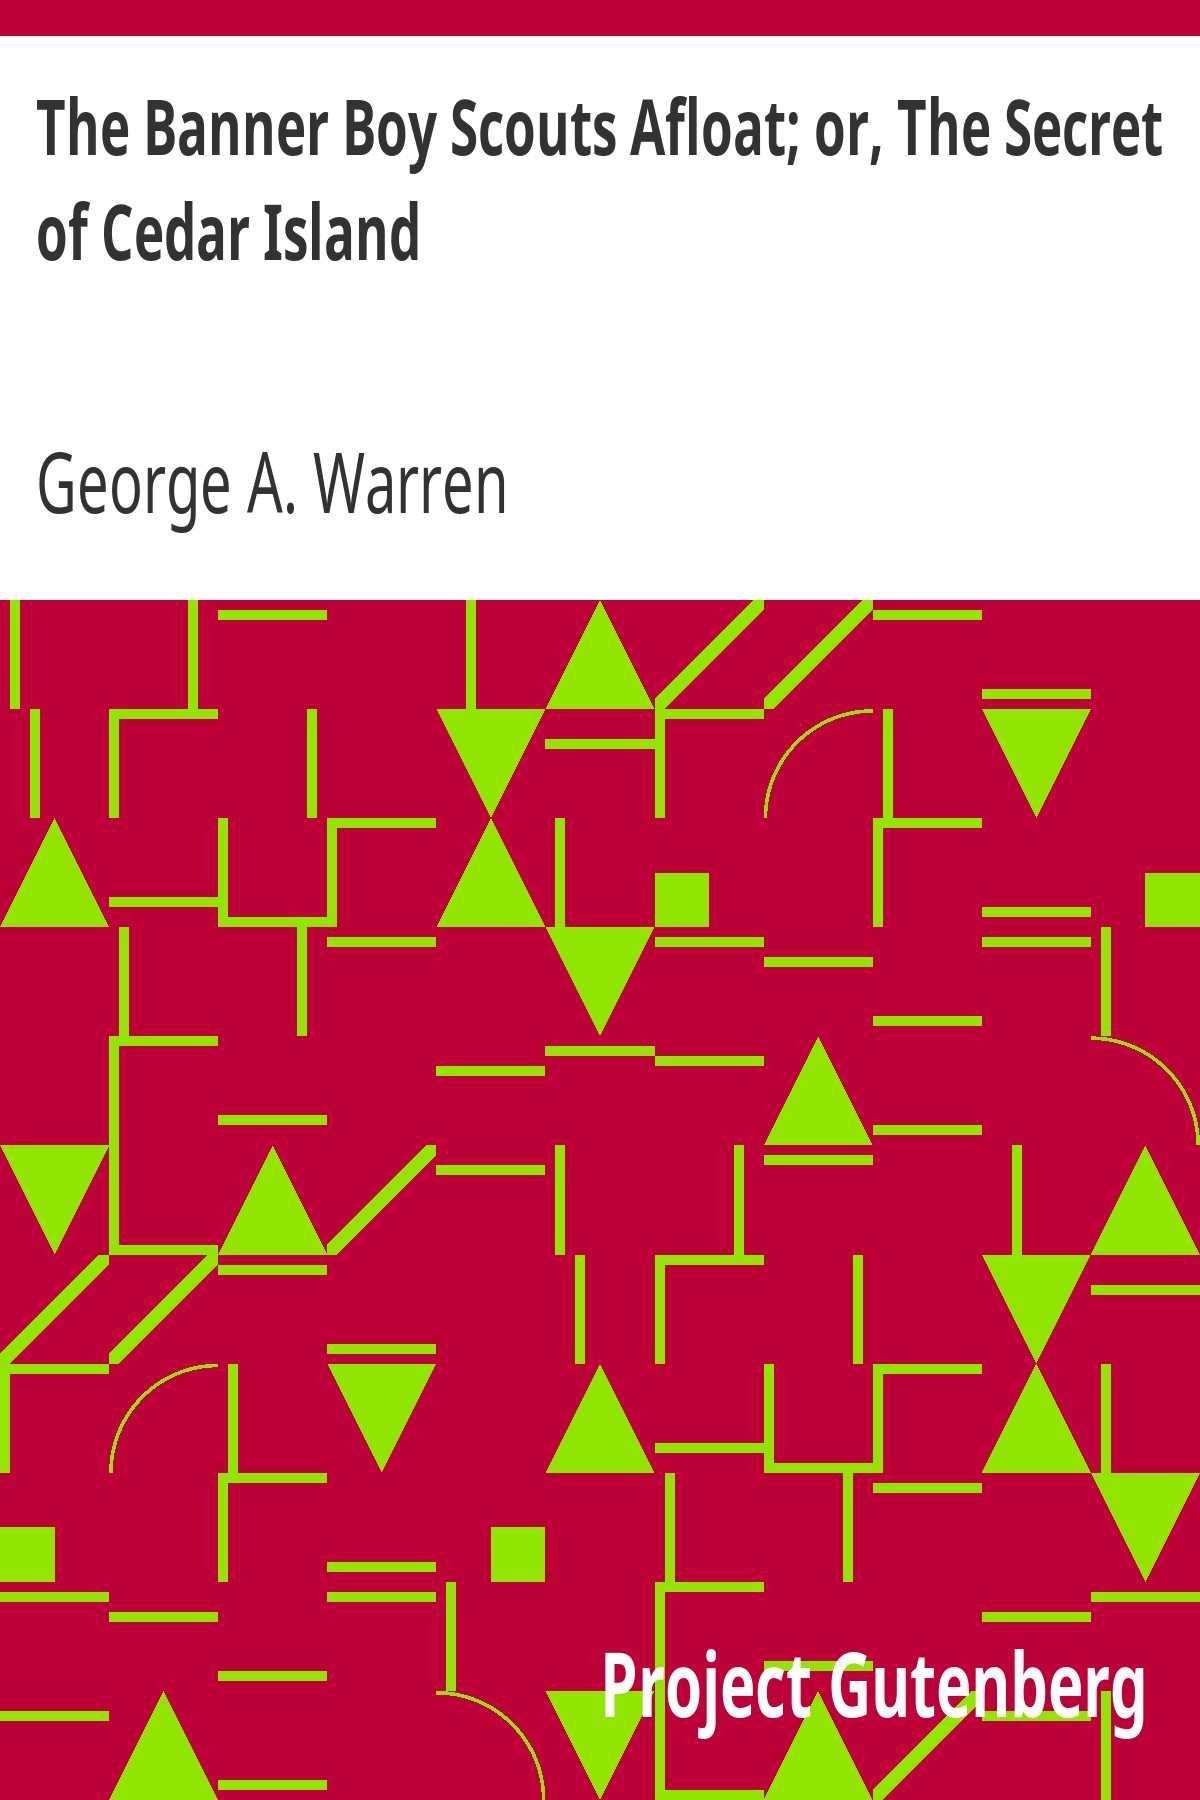 The Banner Boy Scouts Afloat; or, The Secret
of Cedar Island
George A. Warren
Project Gutenberg